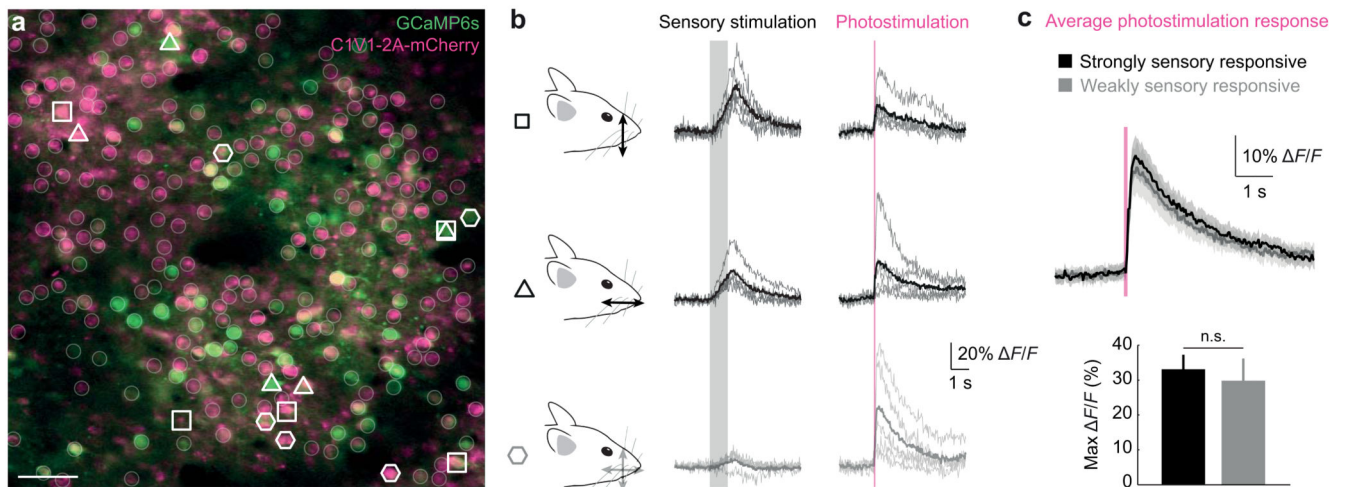 a
GCaMP6s
C1V1-2A-mCherry
b
Sensory stimulation
Photostimulation
20% ΔF/F
1 s
c
Average photostimulation response
Strongly sensory responsive
Weakly sensory responsive
10% ΔF/F
1 s
n.s.
Max ΔF/F (%)
40
30
20
10
0